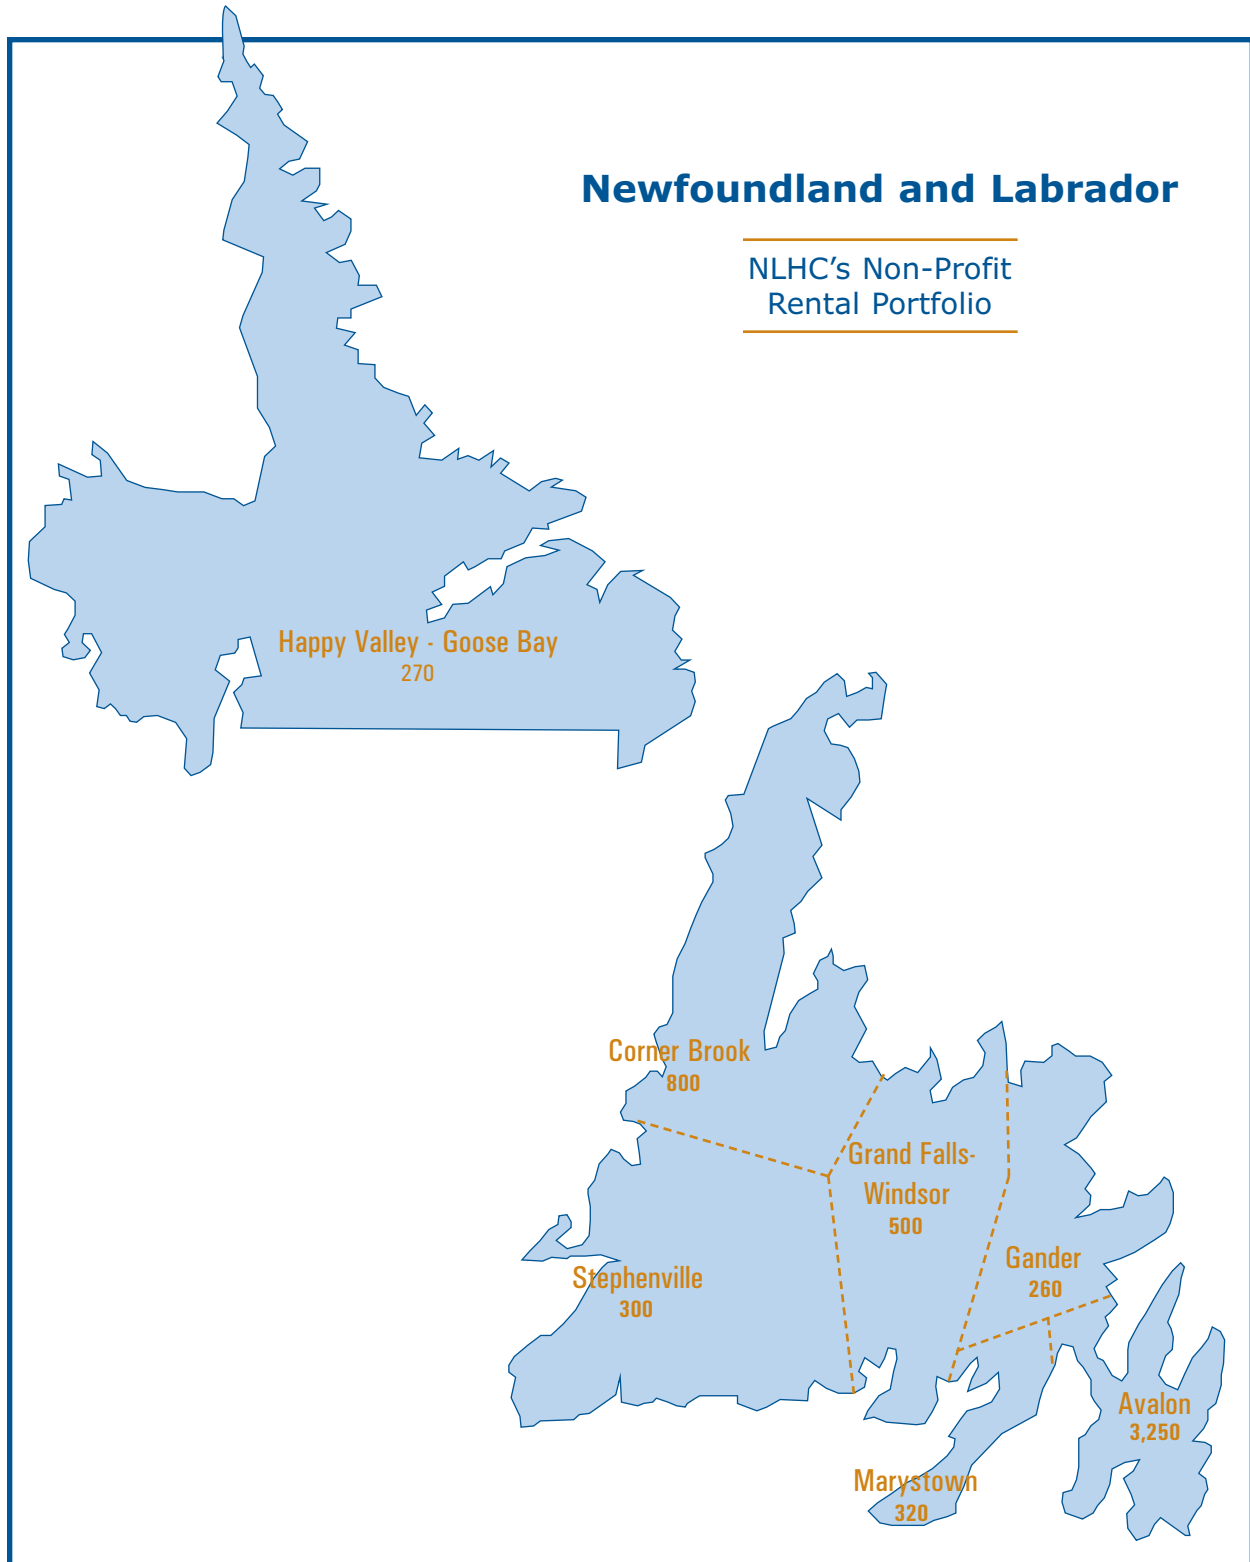 Newfoundland and Labrador
NLHC’s Non-Profit
Rental Portfolio
Happy Valley - Goose Bay
270
Corner Brook
800
Grand Falls-
Windsor
500
Gander
260
Stephenville
300
Avalon
3,250
Marystown
320